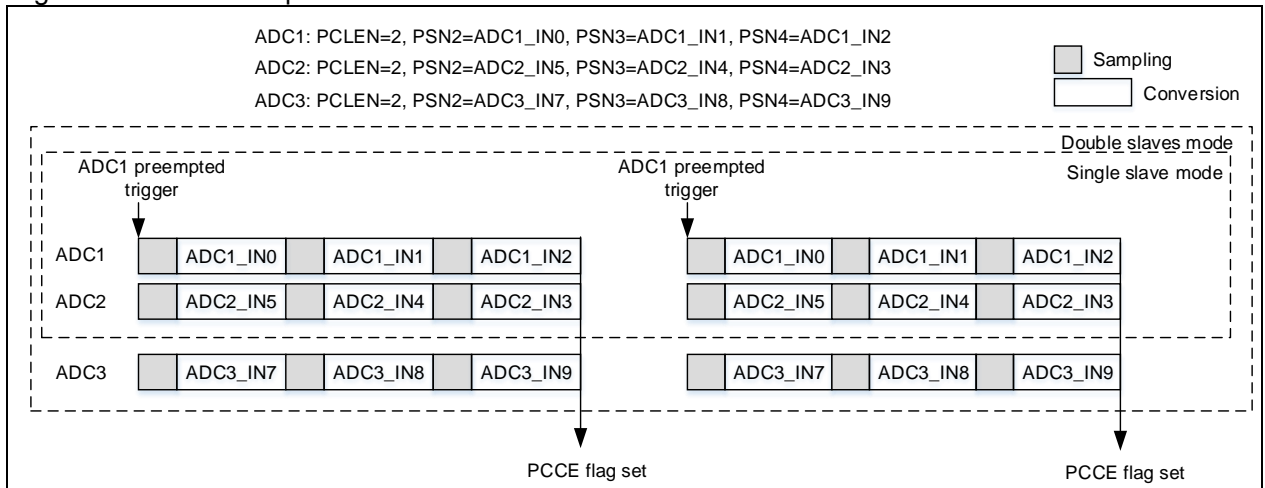 ADC1: PCLEN=2, PSN2=ADC1_IN0, PSN3=ADC1_IN1, PSN4=ADC1_IN2
ADC2: PCLEN=2, PSN2=ADC2_IN5, PSN3=ADC2_IN4, PSN4=ADC2_IN3
ADC3: PCLEN=2, PSN2=ADC3_IN7, PSN3=ADC3_IN8, PSN4=ADC3_IN9
Sampling
Conversion
Double slaves mode
Single slave mode
ADC1 preempted
trigger
ADC1 preempted
trigger
ADC1 ADC1_IN0 ADC1_IN1 ADC1_IN2 ADC1_IN0 ADC1_IN1 ADC1_IN2
ADC2 ADC2_IN5 ADC2_IN4 ADC2_IN3 ADC2_IN5 ADC2_IN4 ADC2_IN3
ADC3 ADC3_IN7 ADC3_IN8 ADC3_IN9 ADC3_IN7 ADC3_IN8 ADC3_IN9
PCCE flag set
PCCE flag set